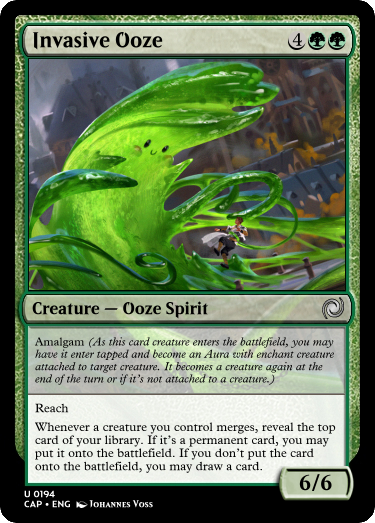 Invasive Ooze 4
Creature — Ooze Spirit
Amalgam (As this card creature enters the battlefield, you may
have it enter tapped and become an Aura with enchant creature
attached to target creature. It becomes a creature again at the
end of the turn or if it's not attached to a creature.)
Reach
Whenever a creature you control merges, reveal the top
card of your library. If it's a permanent card, you may
put it onto the battlefield. If you don't put the card
onto the battlefield, you may draw a card.
6/6
U 0194
CAP • ENG Johannes Voss